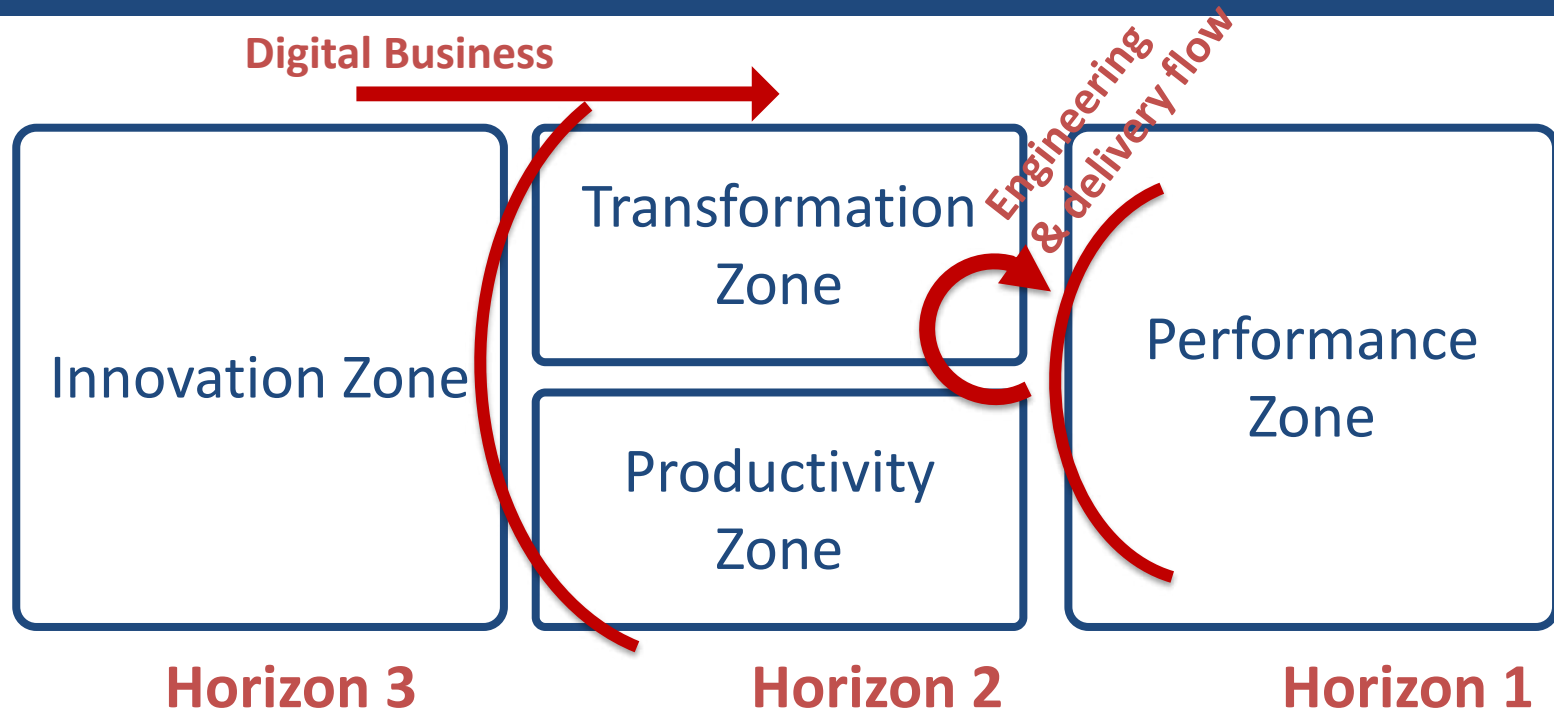 Digital Business
Engineering
& delivery flow
Innovation Zone
Transformation
Zone
Productivity
Zone
Performance
Zone
Horizon 3
Horizon 2
Horizon 1